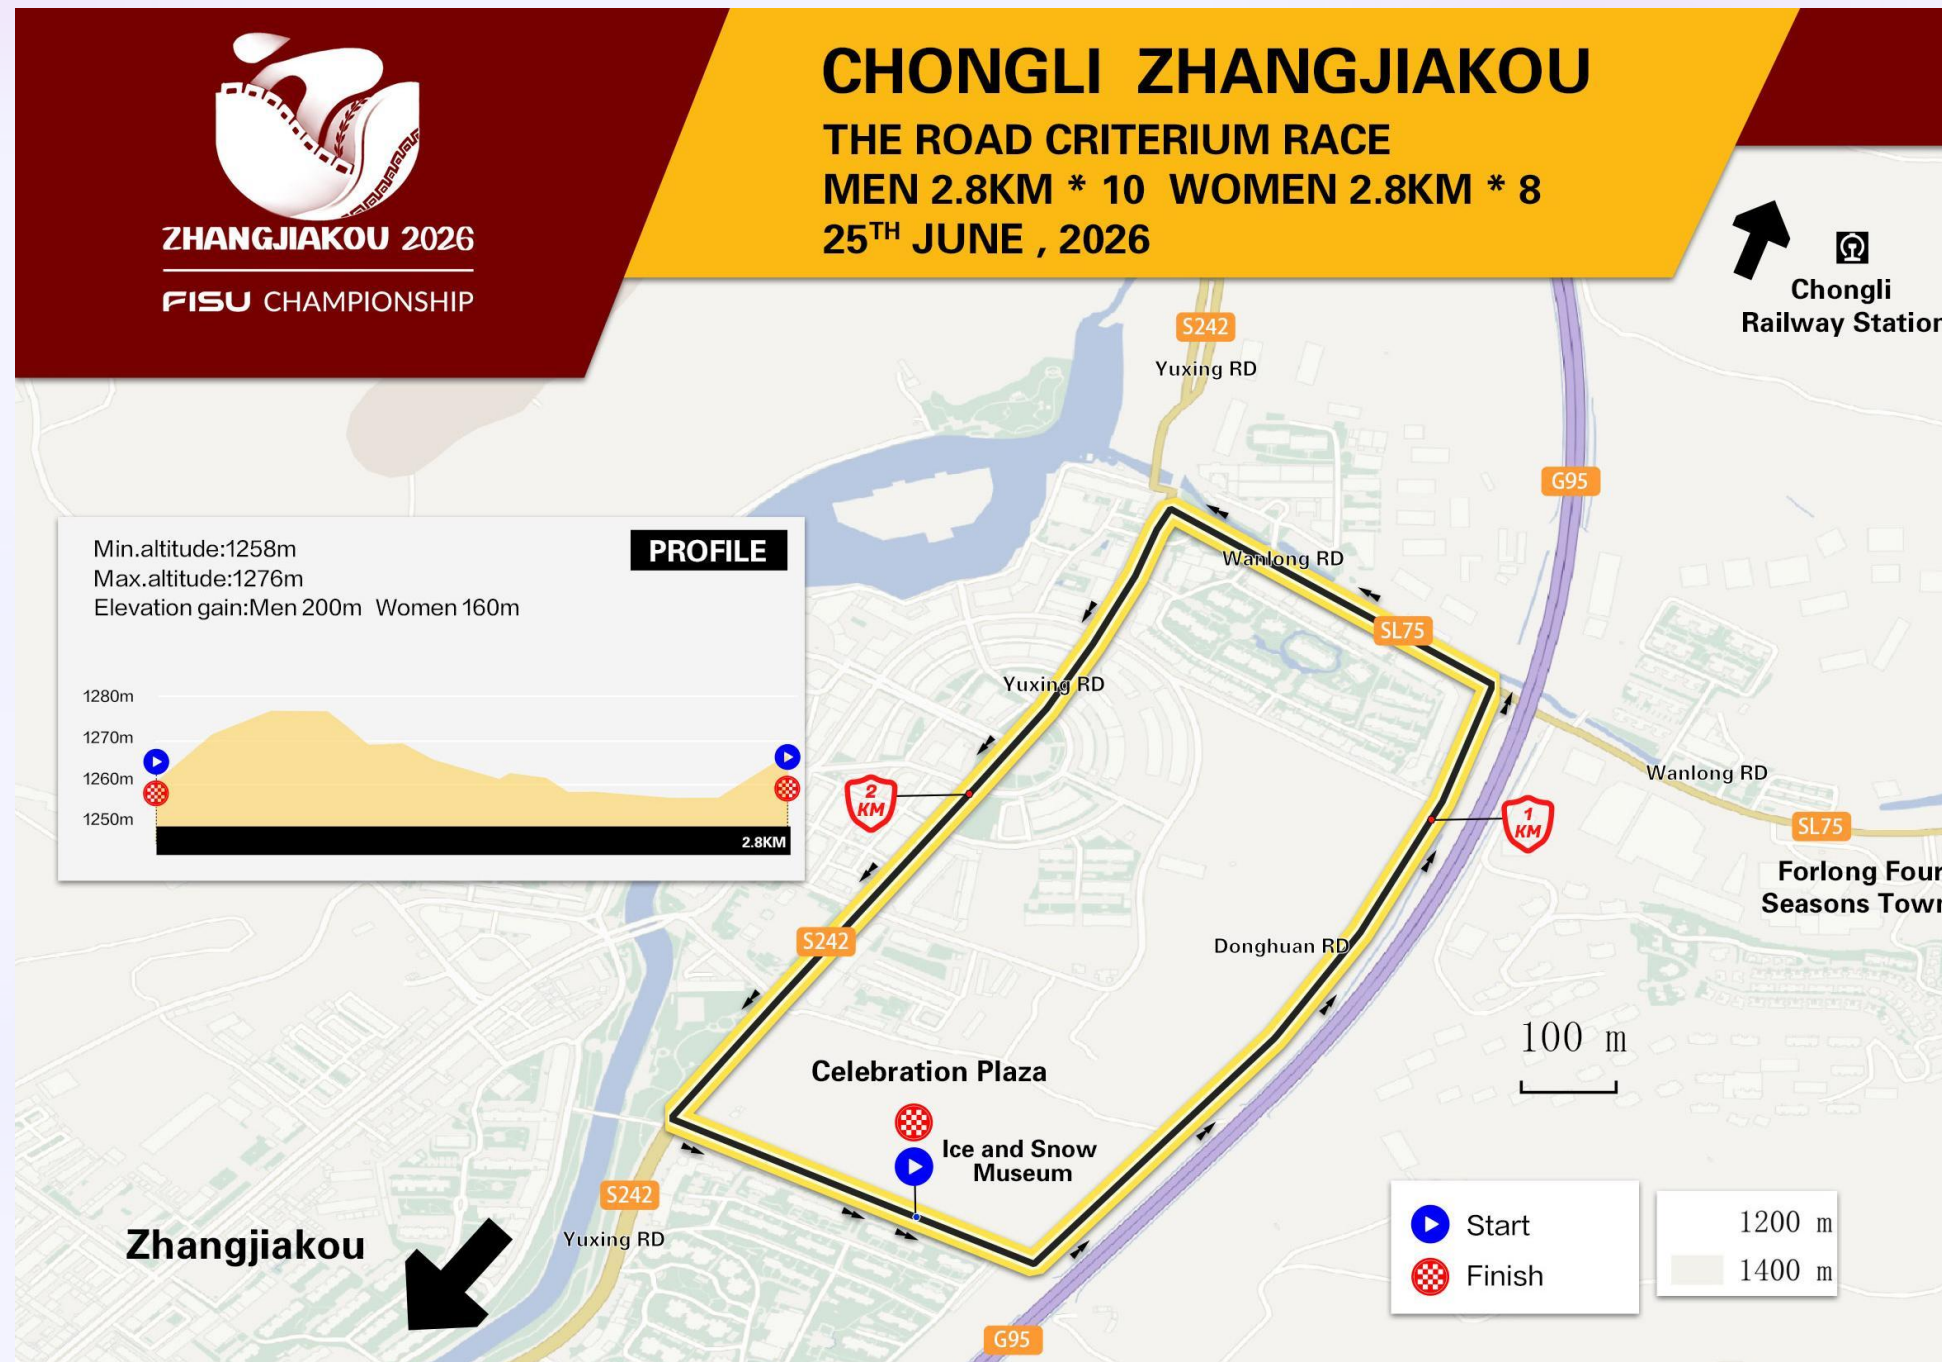 ZHANGJIAKOU 2026
FISU CHAMPIONSHIP
CHONGLI ZHANGJIAKOU
THE ROAD CRITERIUM RACE
MEN 2.8KM * 10 WOMEN 2.8KM * 8
25TH JUNE , 2026
Chongli
Railway Station
S242
Yuxing RD
G95
Min.altitude:1258m
Max.altitude:1276m
Elevation gain:Men 200m Women 160m
PROFILE
1280m
1270m
1260m
1250m
2.8KM
Wanlong RD
SL75
Yuxing RD
2
KM
1
KM
Wanlong RD
SL75
Forlong Four
Seasons Town
S242
Donghuan RD
100 m
Celebration Plaza
Ice and Snow
Museum
S242
Yuxing RD
Zhangjiakou
G95
Start
Finish
1200 m
1400 m